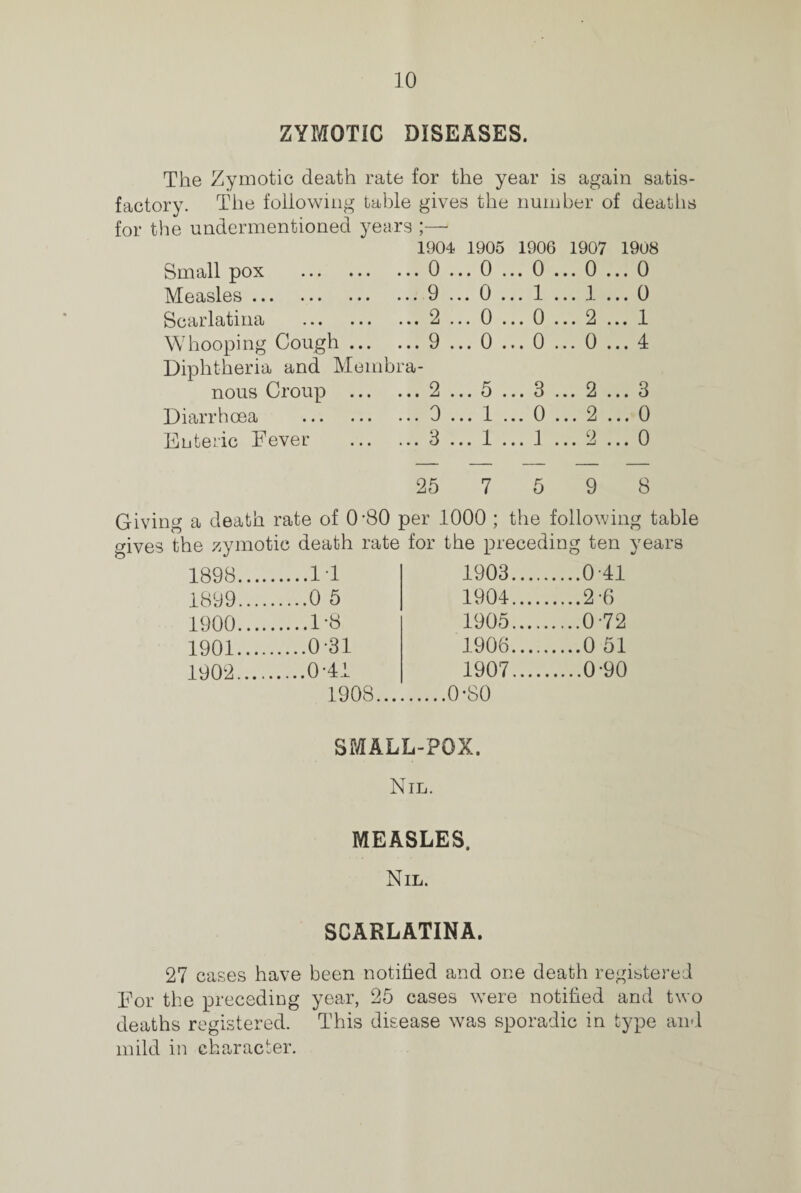 10
ZYMOTIC DISEASES.
The Zymotic death rate for the year is again satis-
factory. The following table gives the number of deaths
for the undermentioned years ;—
1904 1905 1906 1907 1908
Small pox ... ... ... 0 ... 0 ... 0 ... 0 ... 0
Measles ... ... ... ... 9 ... 0 ... 1 ... 1 ... 0
Scarlatina ... ... ... 2 ... 0 ... 0 ... 2 ... 1
Whooping Cough ... ... 9 ... 0 ... 0 ... 0 ... 4
Diphtheria and Membra-
nous Croup ... ... 2 ... 5 ... 3 ... 2 ... 3
Diarrhœa ... ... ... 0 ... 1 ... 0 ... 2 ... 0
Enteric Fever ... ... 3 ... 1 ... 1 ... 2 ... 0
25 7 5 9 8
Giving a death rate of 0·80 per 1000 ; the following table
gives the zymotic death rate for the preceding ten years
1898.........1·1 1903.........0·41
1899.........0 5 1904.........2·6
1900.........1·8 1905.........0·72
1901.........0·31 1906.........0 51
1902.........0·41 1907.........0·90
1908.........0·80
SMALL-POX.
NIL.
MEASLES.
NIL.
SCARLATINA.
27 cases have been notified and one death registered
For the preceding year, 25 cases were notified and two
deaths registered. This disease was sporadic in type and
mild in character.